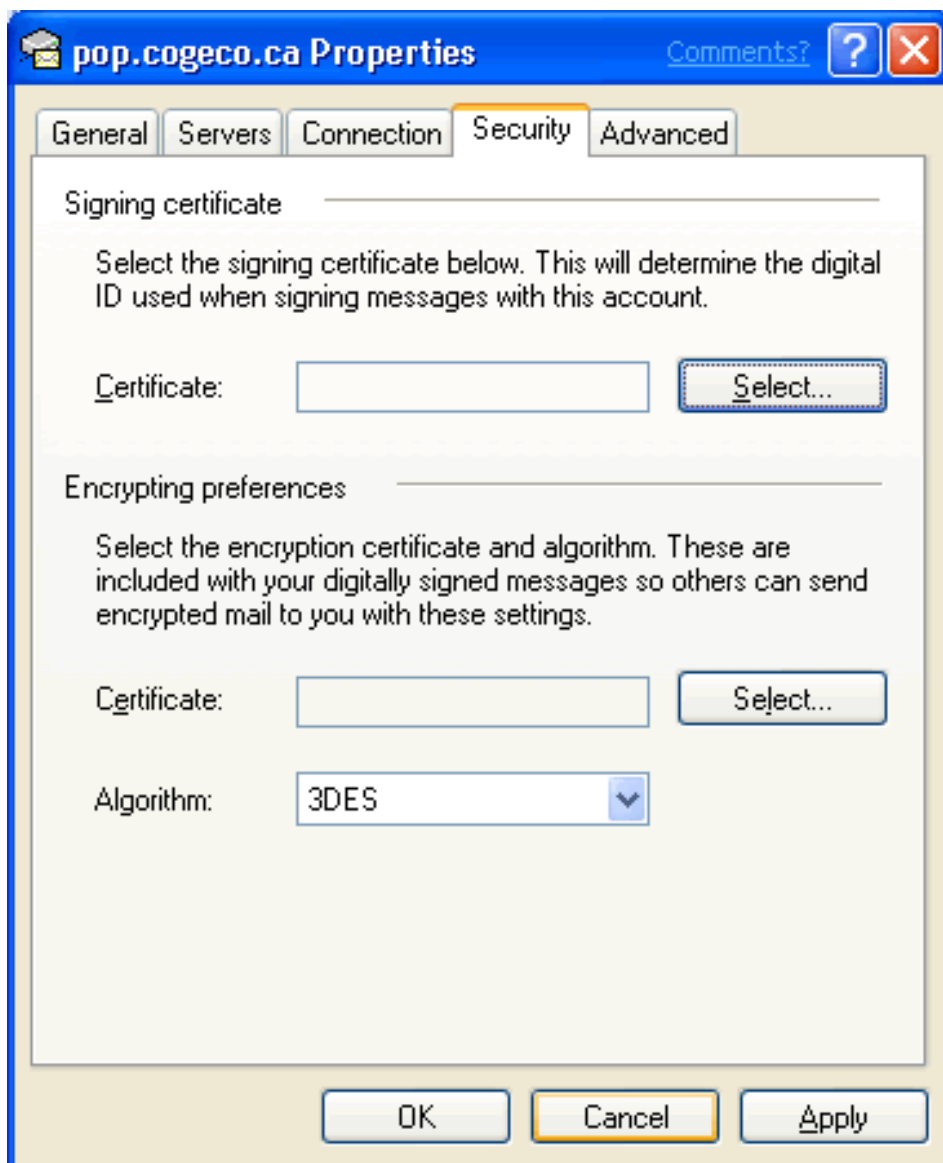 pop.cogeco.ca Properties Comments? ?
General Servers Connection Security Advanced
Signing certificate
Select the signing certificate below. This will determine the digital
ID used when signing messages with this account.
Certificate: Select...
Encrypting preferences
Select the encryption certificate and algorithm. These are
included with your digitally signed messages so others can send
encrypted mail to you with these settings.
Certificate: Select...
Algorithm: 3DES
OK Cancel Apply